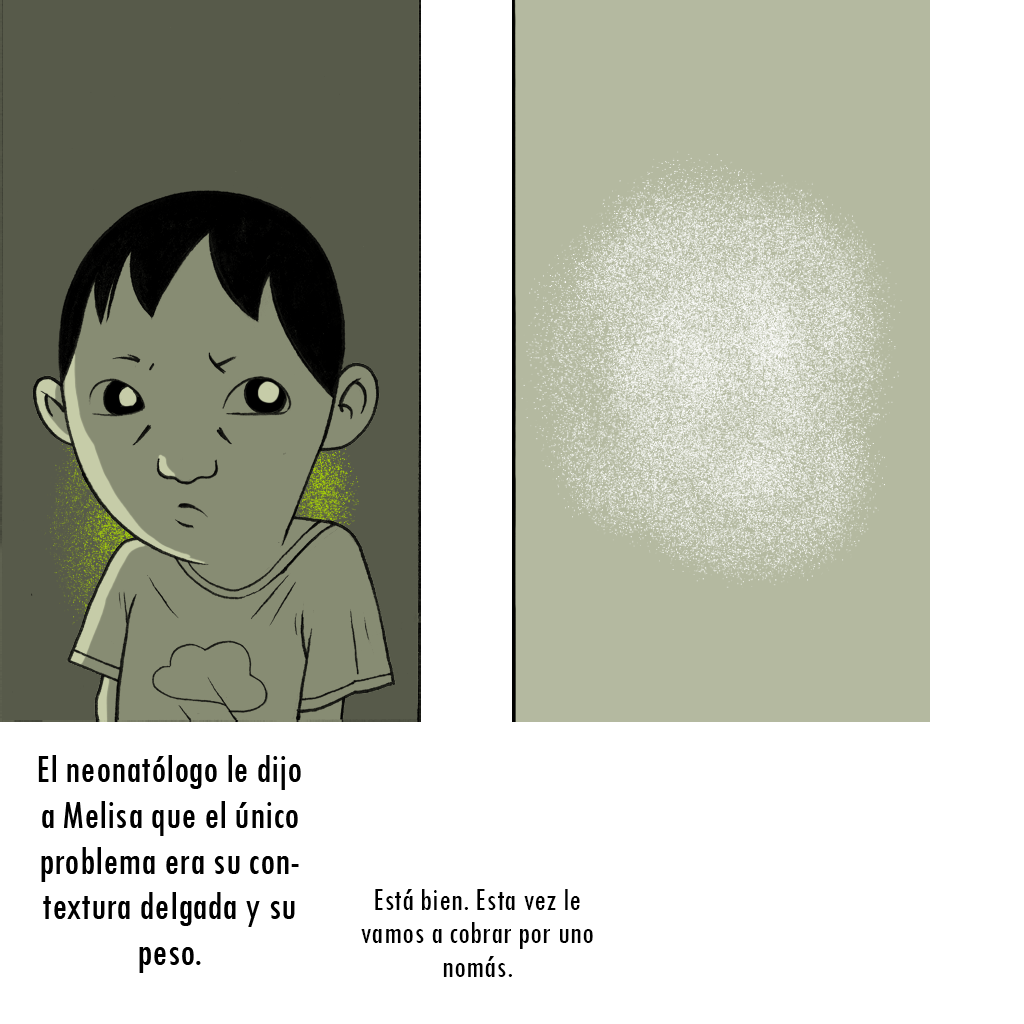 El neonatólogo le dijo
a Melisa que el único
problema era su con-
textura delgada y su
peso.
Está bien. Esta vez le
vamos a cobrar por uno
nomás.